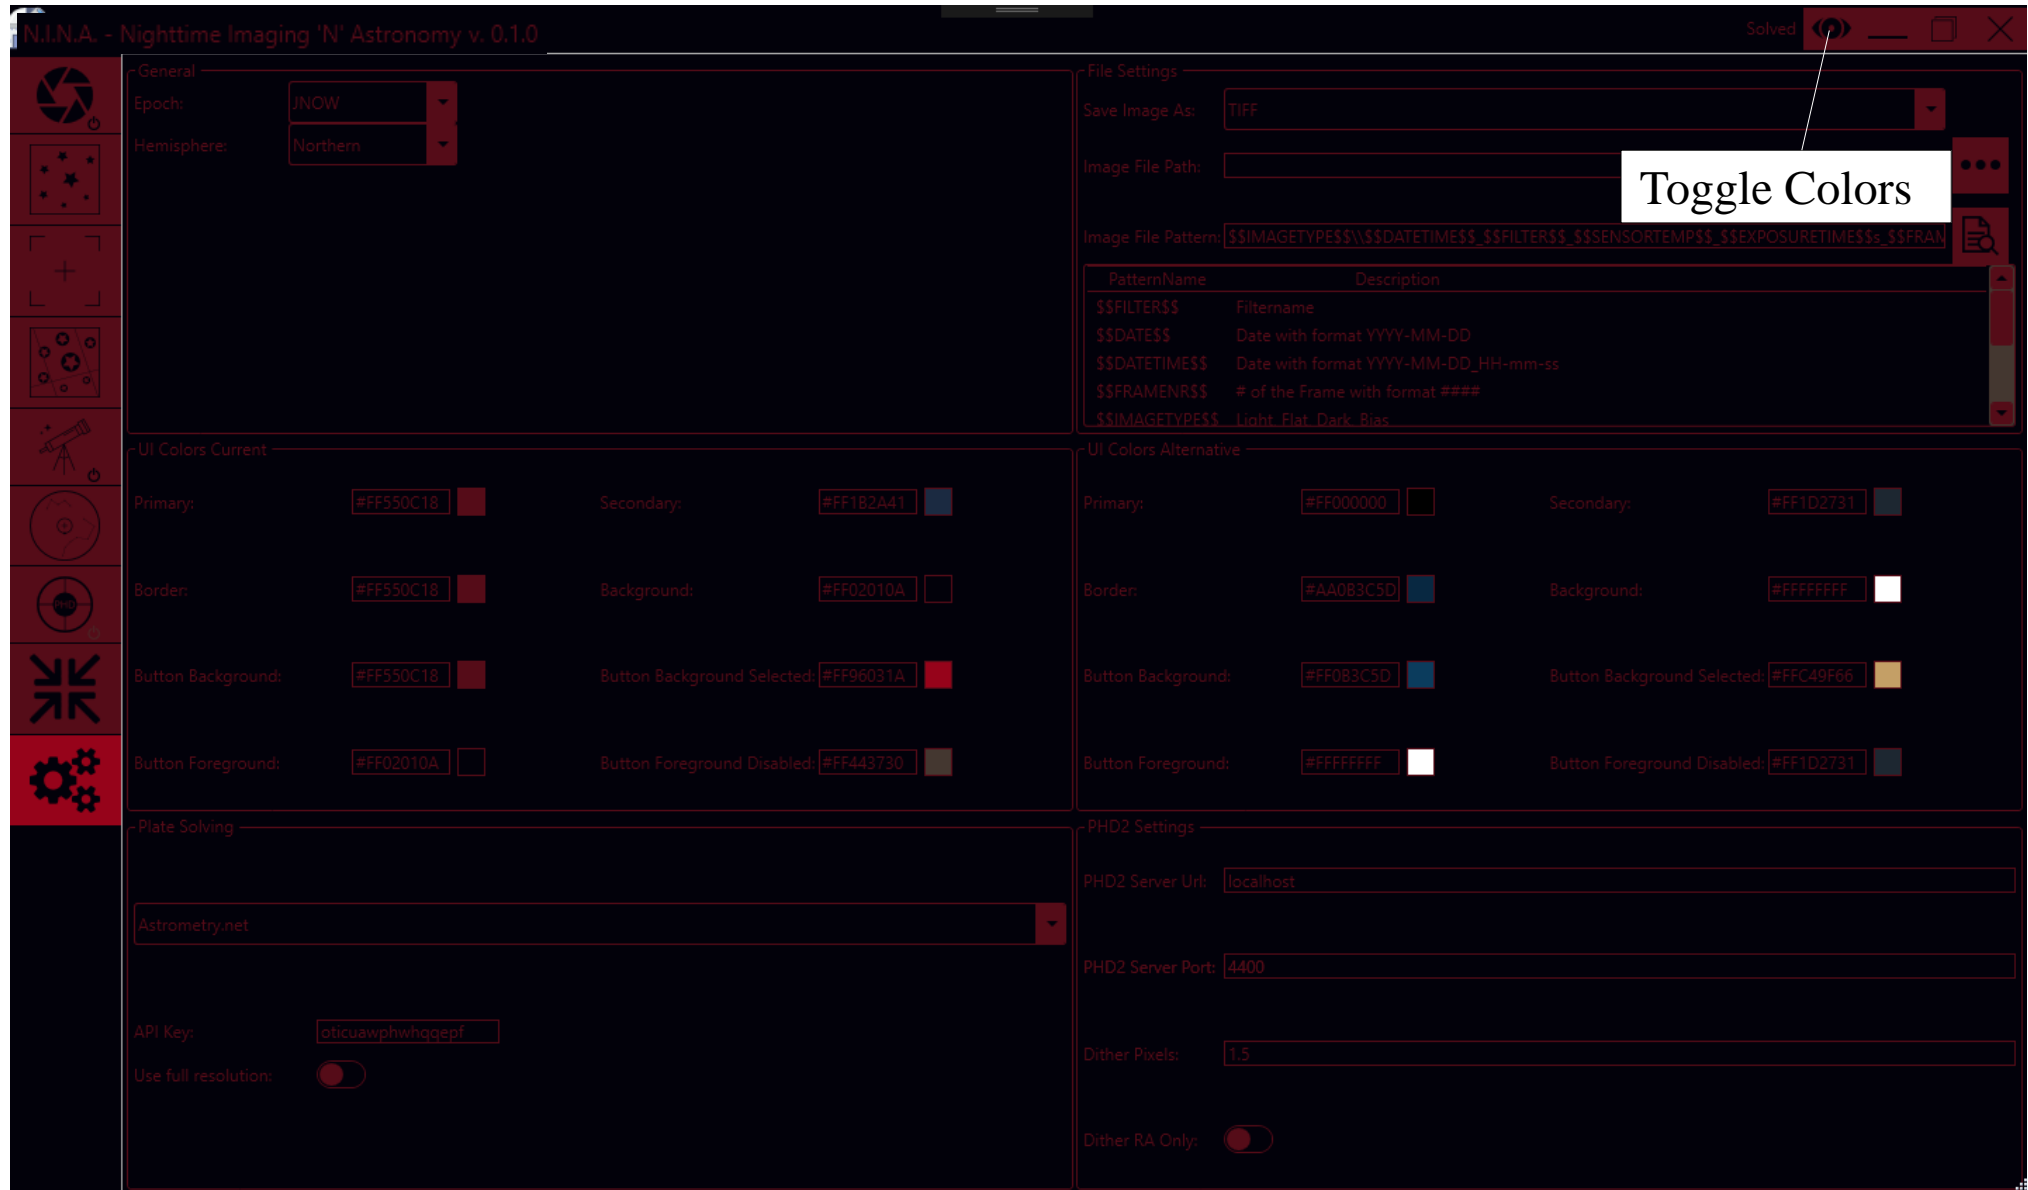 N.I.N.A. - Nighttime Imaging 'N' Astronomy v. 0.1.0
Solved
General
Epoch: JNOW
Hemisphere: Northern
File Settings
Save Image As: TIFF
Image File Path:
Toggle Colors
Image File Pattern: $$IMAGETYPE$$\\$$DATETIME$$_$$FILTER$$_$$SENSORTEMP$$_$$EXPOSURETIME$$s_$$FRAM
PatternName Description
$$FILTER$$ Filtername
$$DATE$$ Date with format YYYY-MM-DD
$$DATETIME$$ Date with format YYYY-MM-DD_HH-mm-ss
$$FRAMENR$$ # of the Frame with format ####
$$IMAGETYPE$$ Light, Flat, Dark, Bias
PHD
UI Colors Current
Primary: #FF550C18 Secondary: #FF1B2A41
Border: #FF550C18 Background: #FF02010A
Button Background: #FF550C18 Button Background Selected: #FF96031A
Button Foreground: #FF02010A Button Foreground Disabled: #FF443730
UI Colors Alternative
Primary: #FF000000 Secondary: #FF1D2731
Border: #AA0B3C5D Background: #FFFFFFFF
Button Background: #FF0B3C5D Button Background Selected: #FFC49F66
Button Foreground: #FFFFFFFF Button Foreground Disabled: #FF1D2731
Plate Solving
Astrometry.net
API Key: oticuawphwhqqepf
Use full resolution:
PHD2 Settings
PHD2 Server Url: localhost
PHD2 Server Port: 4400
Dither Pixels: 1.5
Dither RA Only: